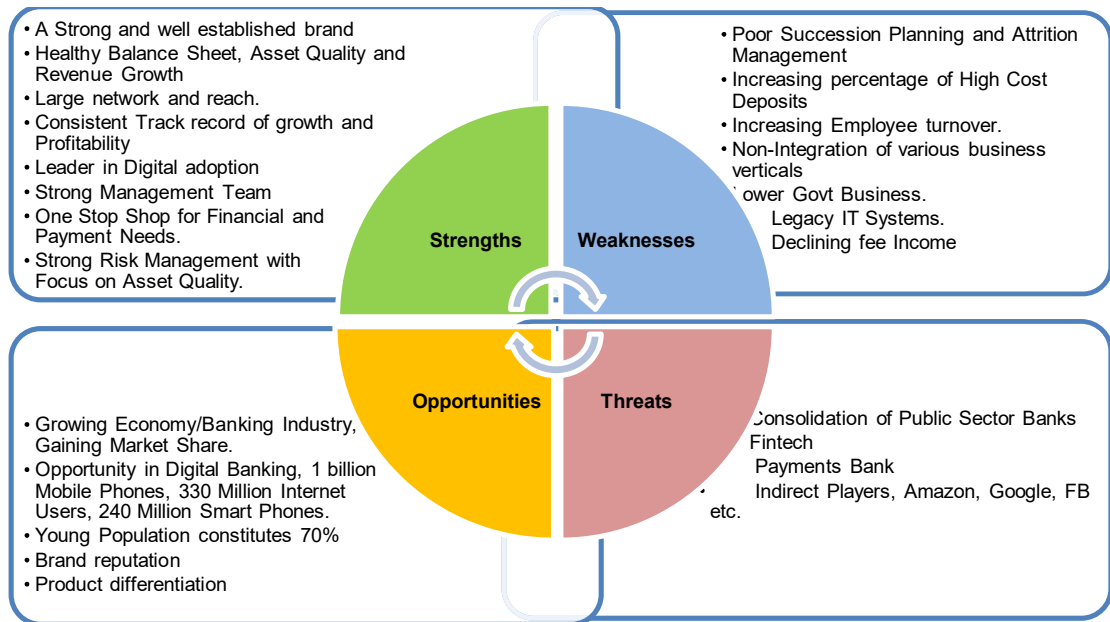 • A Strong and well established brand
• Healthy Balance Sheet, Asset Quality and
Revenue Growth
• Large network and reach.
• Consistent Track record of growth and
Profitability
• Leader in Digital adoption
• Strong Management Team
• One Stop Shop for Financial and
Payment Needs.
• Strong Risk Management with
Focus on Asset Quality.
• Poor Succession Planning and Attrition
Management
• Increasing percentage of High Cost
Deposits
• Increasing Employee turnover.
• Non-Integration of various business
verticals
Lower Govt Business.
Legacy IT Systems.
Declining fee Income
Strengths
Weaknesses
Opportunities
Threats
• Growing Economy/Banking Industry,
Gaining Market Share.
• Opportunity in Digital Banking, 1 billion
Mobile Phones, 330 Million Internet
Users, 240 Million Smart Phones.
• Young Population constitutes 70%
• Brand reputation
• Product differentiation
Consolidation of Public Sector Banks
Fintech
Payments Bank
Indirect Players, Amazon, Google, FB
etc.